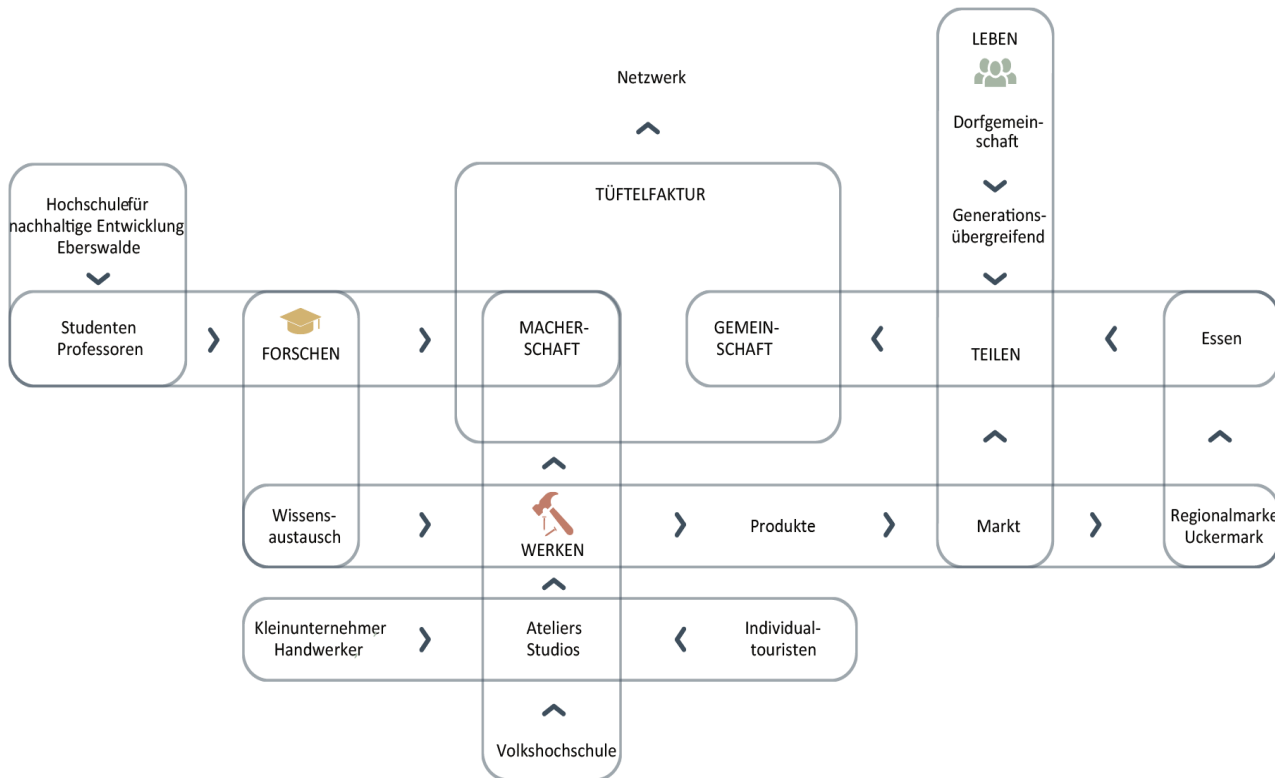 LEBEN
Netzwerk
Dorfgemein-
schaft
TÜFTELFAKTUR
Hochschulefür
nachhaltige Entwicklung
Eberswalde
Generations-
übergreifend
Studenten
Professoren
FORSCHEN
MACHER-
SCHAFT
GEMEIN-
SCHAFT
TEILEN
Essen
Wissens-
austausch
WERKEN
Produkte
Markt
Regionalmarke
Uckermark
Kleinunternehmer
Handwerker
Ateliers
Studios
Individual-
touristen
Volkshochschule